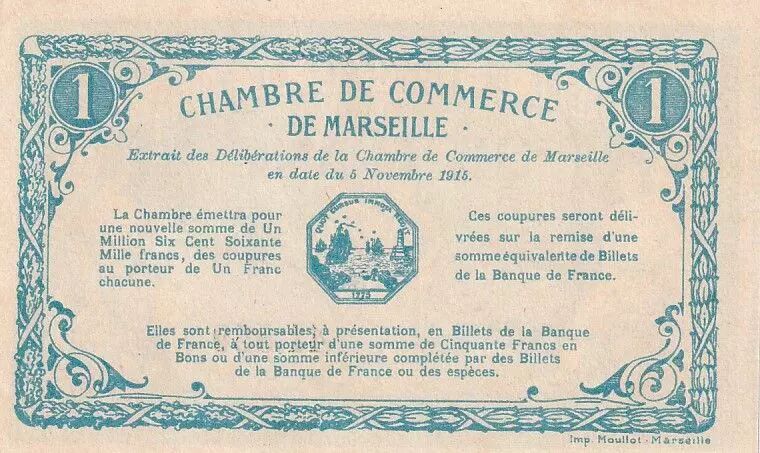 1 CHAMBRE DE COMMERCE 1
· DE MARSEILLE ·
Extrait des Délibérations de la Chambre de Commerce de Marseille
en date du 5 Novembre 1915.
La Chambre émettra pour
une nouvelle somme de Un
Million Six Cent Soixante
Mille francs, des coupures
au porteur de Un Franc
chacune.
1775
Ces coupures seront déli-
vrées sur la remise d'une
somme équivalente de Billets
de la Banque de France.
Elles sont remboursables, à présentation, en Billets de la Banque
de France, à tout porteur d'une somme de Cinquante Francs en
Bons ou d'une somme inférieure complétée par des Billets
de la Banque de France ou des espèces.
Imp. Moullot - Marseille